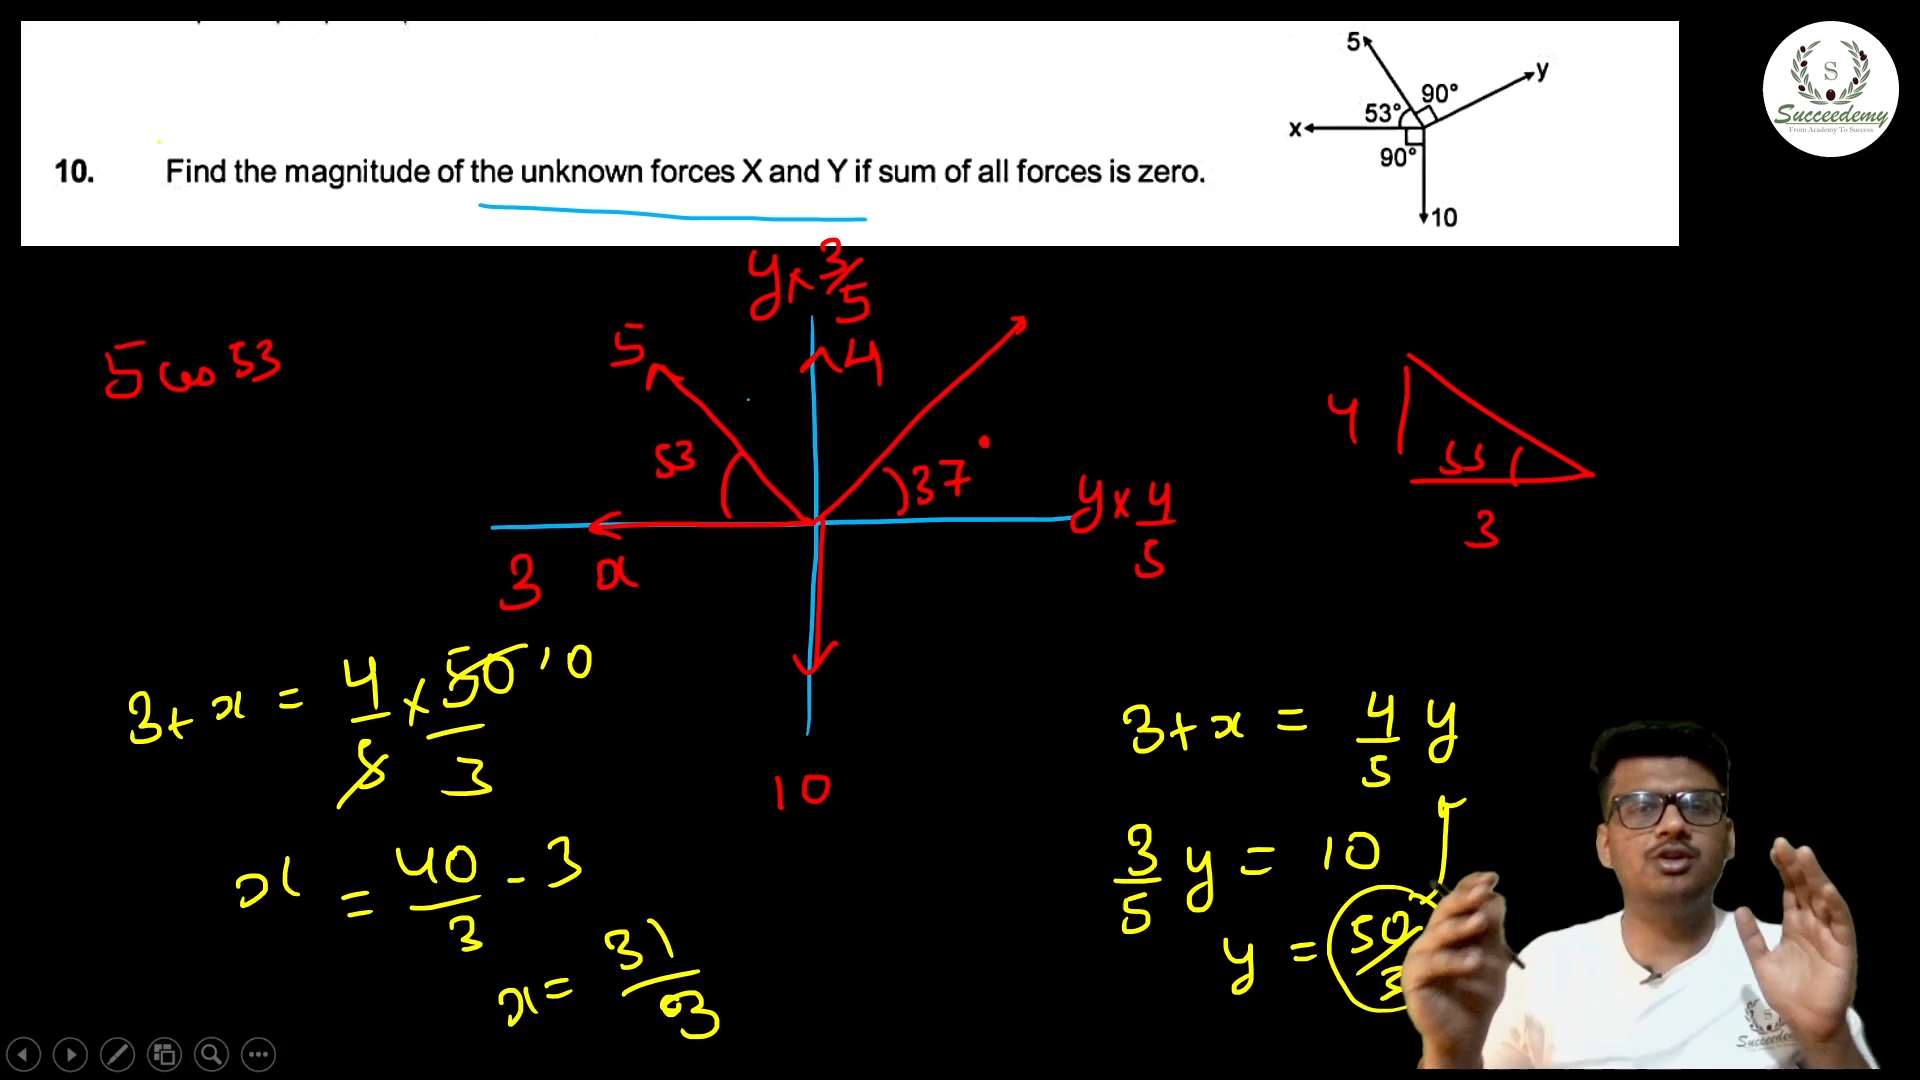 5
y
90°
53°
x
90°
10
S
Succeedemy
From Academy To Success
10. Find the magnitude of the unknown forces X and Y if sum of all forces is zero.
y x 3/5
5 cos 53
5
4
53
37°
y x 4/5
3 x
10
4
53
3
3 + x = 4/5 x 50/3 10
x = 40/3 - 3
x = 31/3
3 + x = 4/5 y
3/5 y = 10
y = 50/3
S